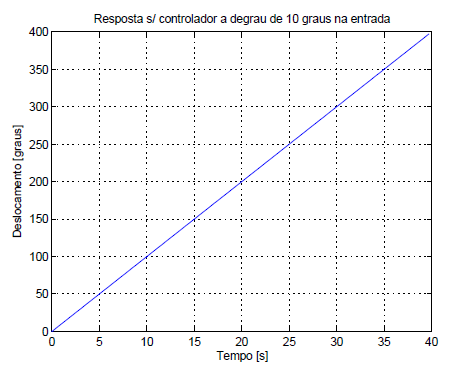 Resposta s/ controlador a degrau de 10 graus na entrada
400
350
300
250
200
150
100
50
0
Deslocamento [graus]
0 5 10 15 20 25 30 35 40
Tempo [s]